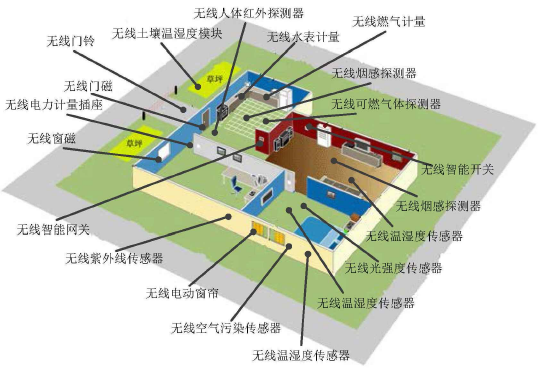 无线人体红外探测器
无线燃气计量
无线土壤温湿度模块
无线水表计量
无线门铃
无线烟感探测器
草坪
无线门磁
无线可燃气体探测器
无线电力计量插座
无线窗磁
草坪
无线智能开关
无线烟感探测器
无线智能网关
无线温湿度传感器
无线紫外线传感器
无线光强度传感器
无线电动窗帘
无线温湿度传感器
无线空气污染传感器
无线温湿度传感器